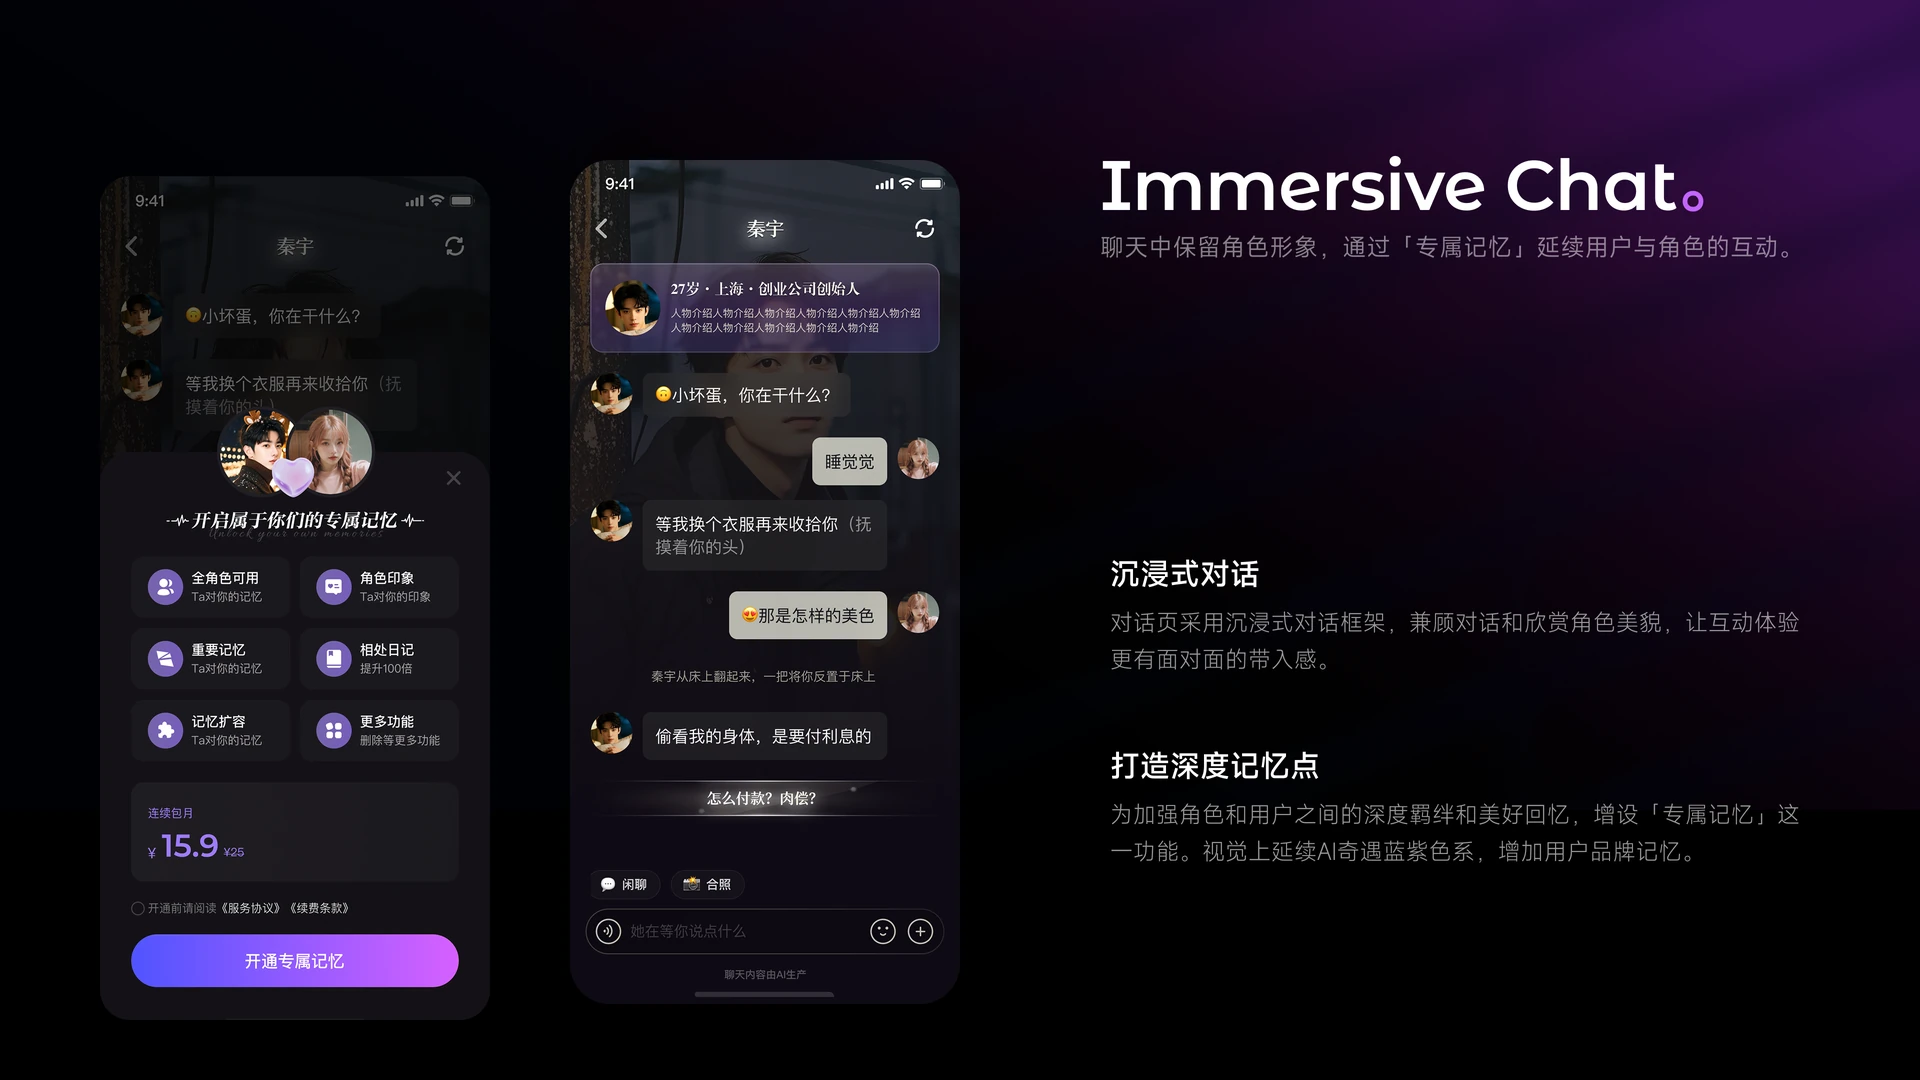 9:41
秦宇
🙃小坏蛋，你在干什么？
等我换个衣服再来收拾你（抚
摸着你的头）
开启属于你们的专属记忆
Unlock your own memories
全角色可用
Ta对你的记忆
角色印象
Ta对你的印象
重要记忆
Ta对你的记忆
相处日记
提升100倍
记忆扩容
Ta对你的记忆
更多功能
删除等更多功能
连续包月
¥ 15.9 ¥25
开通前请阅读《服务协议》《续费条款》
开通专属记忆
9:41
秦宇
27岁·上海·创业公司创始人
人物介绍人物介绍人物介绍人物介绍人物介绍人物介绍
人物介绍人物介绍人物介绍人物介绍人物介绍
🙃小坏蛋，你在干什么？
睡觉觉
等我换个衣服再来收拾你（抚
摸着你的头）
😍那是怎样的美色
秦宇从床上翻起来，一把将你反置于床上
偷看我的身体，是要付利息的
怎么付款？肉偿？
闲聊
合照
她在等你说点什么
聊天内容由AI生产
Immersive Chat
聊天中保留角色形象，通过「专属记忆」延续用户与角色的互动。
沉浸式对话
对话页采用沉浸式对话框架，兼顾对话和欣赏角色美貌，让互动体验
更有面对面的带入感。
打造深度记忆点
为加强角色和用户之间的深度羁绊和美好回忆，增设「专属记忆」这
一功能。视觉上延续AI奇遇蓝紫色系，增加用户品牌记忆。